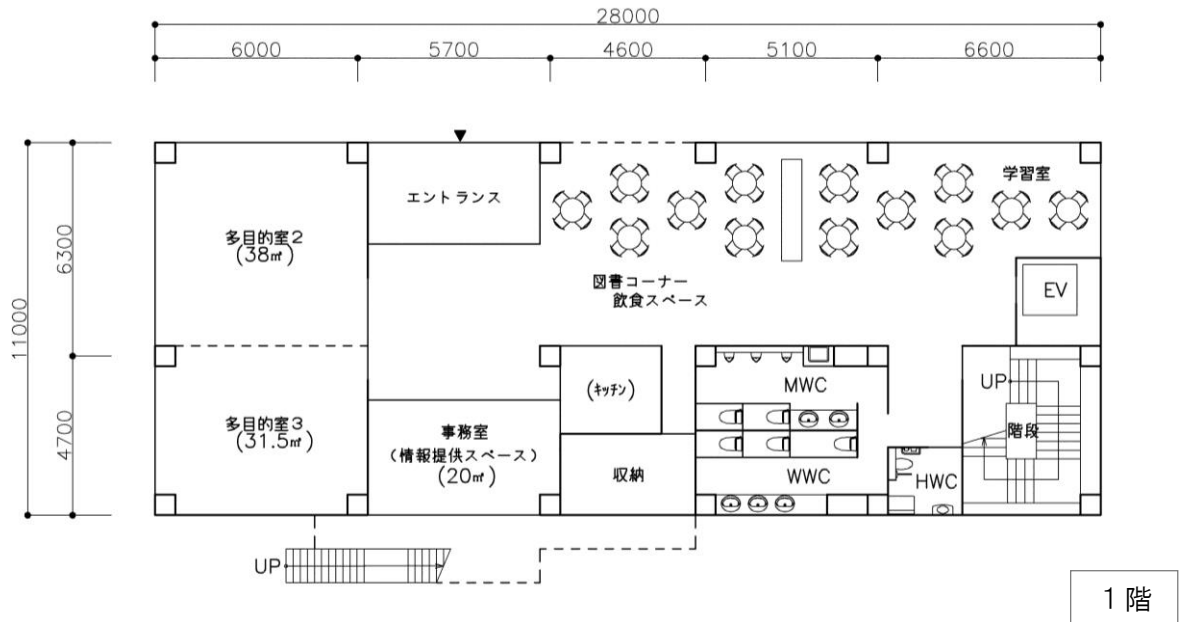 28000
6000
5700
4600
5100
6600
11000
6300
4700
エントランス
学習室
多目的室2
(38㎡)
図書コーナー
飲食スペース
EV
(キッチン)
MWC
UP
多目的室3
(31.5㎡)
事務室
(情報提供スペース)
(20㎡)
収納
WWC
HWC
階段
UP
1階